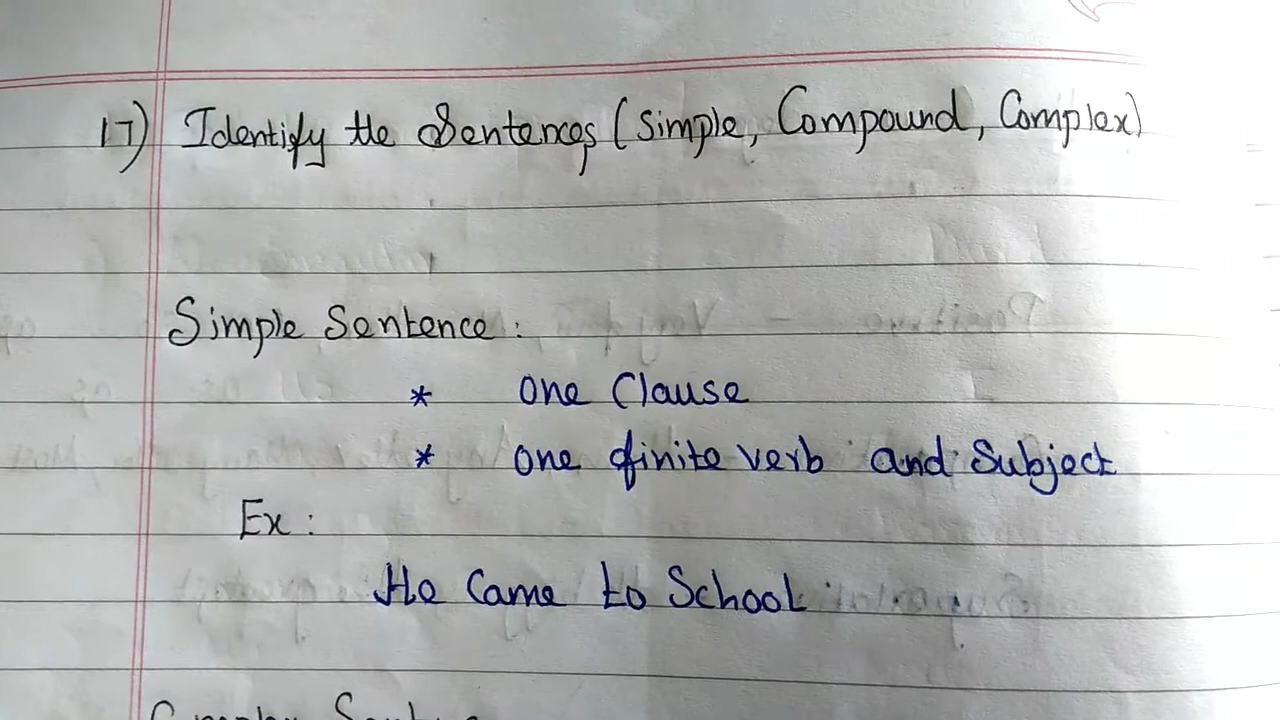 17) Identify the Sentences (Simple, Compound, Complex)
Simple Sentence :
* one Clause
* one finite verb and Subject
Ex :
He Came to School